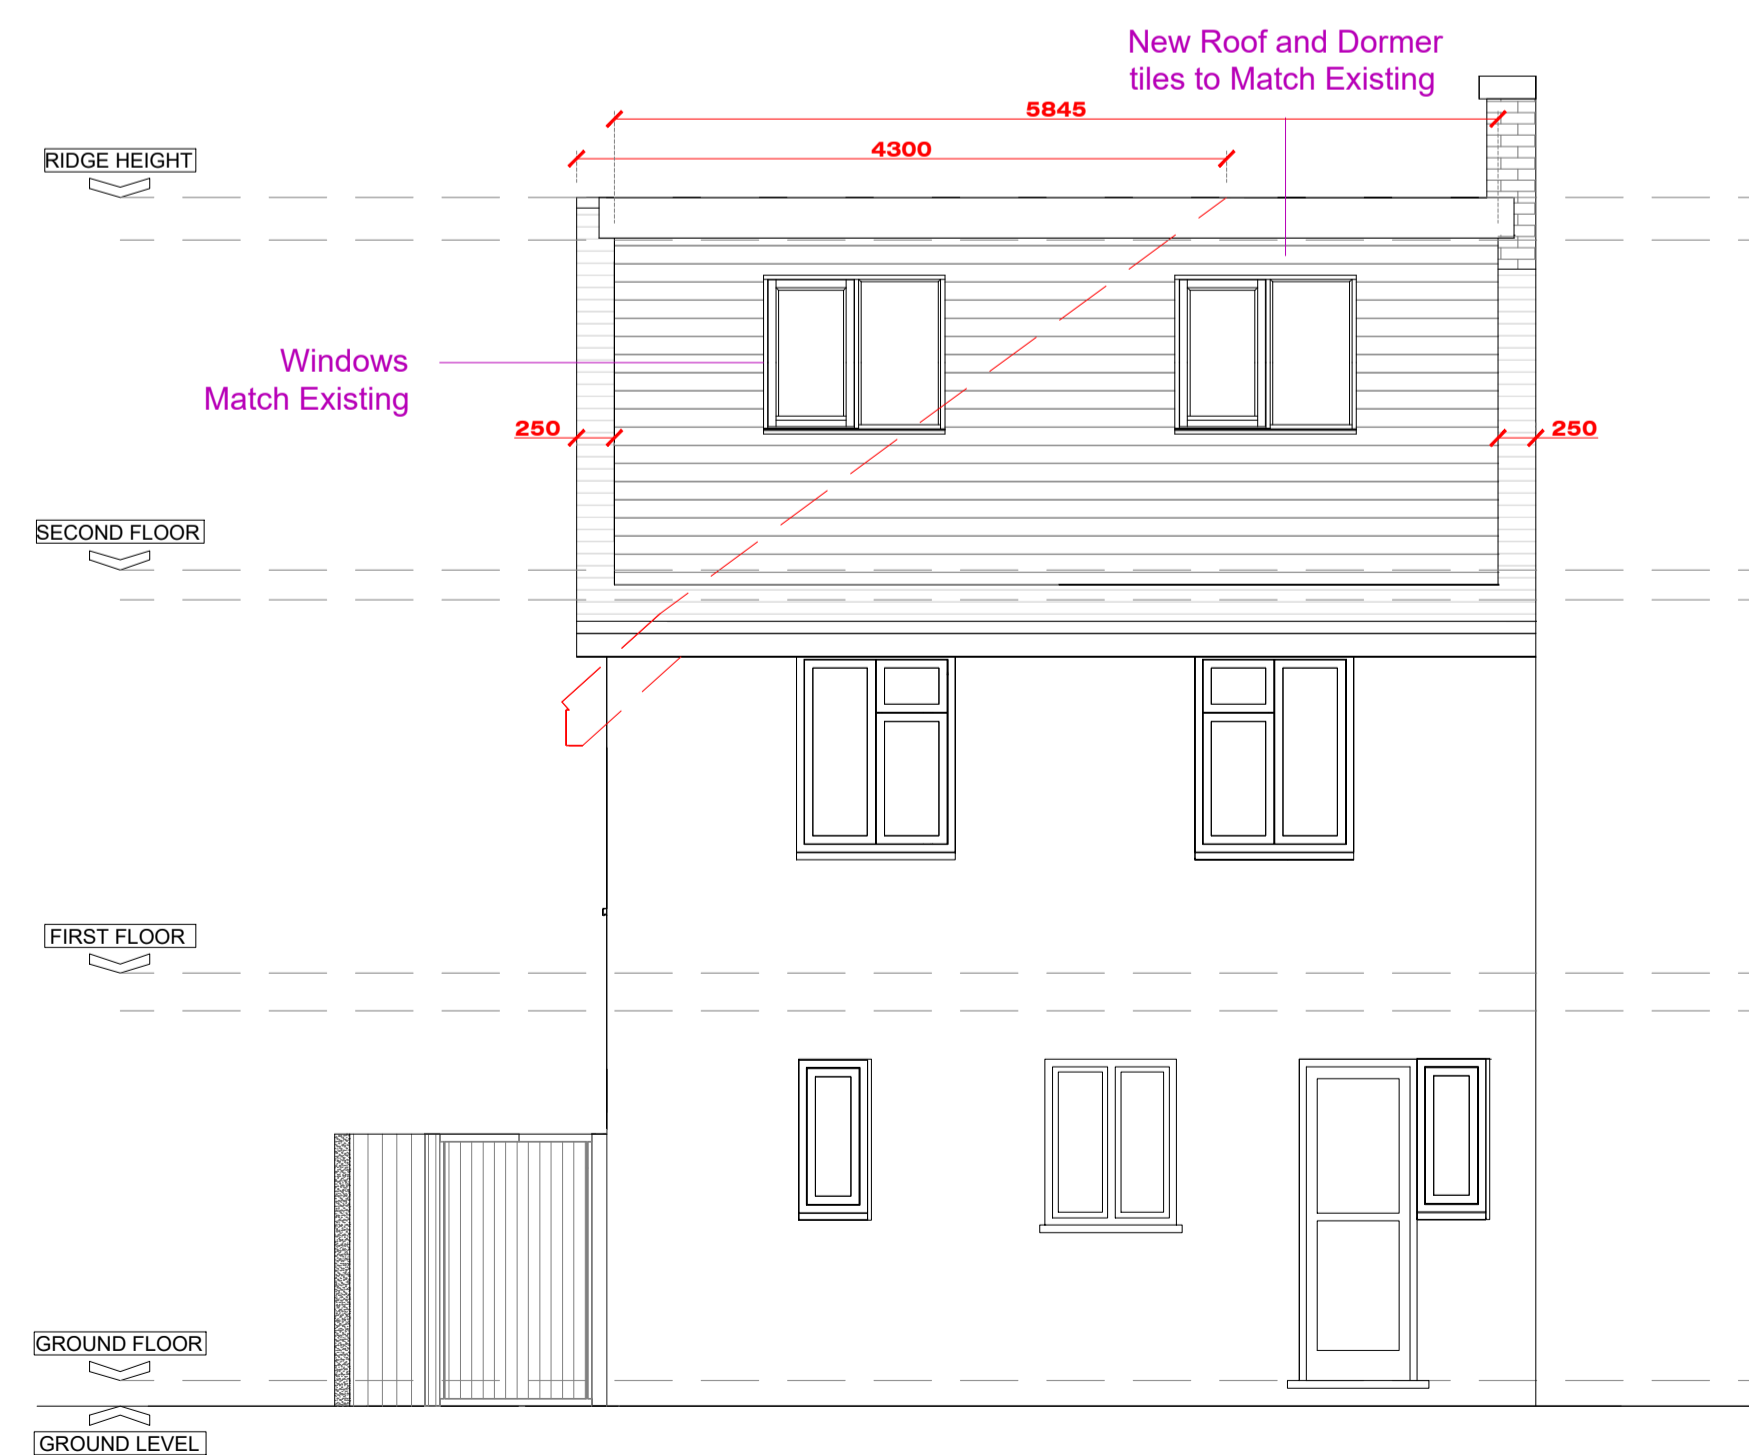 New Roof and Dormer
tiles to Match Existing
5845
4300
RIDGE HEIGHT
Windows
Match Existing
250
250
SECOND FLOOR
FIRST FLOOR
GROUND FLOOR
GROUND LEVEL